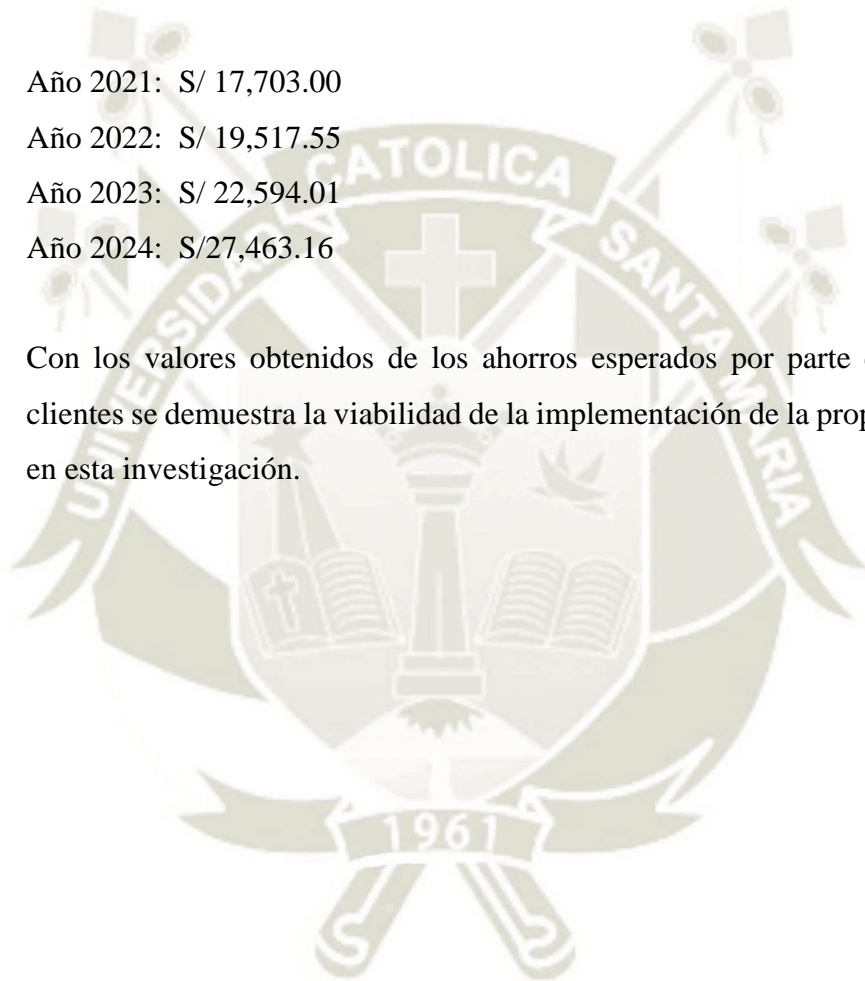 Año 2021: S/ 17,703.00
Año 2022: S/ 19,517.55
Año 2023: S/ 22,594.01
Año 2024: S/27,463.16
Con los valores obtenidos de los ahorros esperados por parte
clientes se demuestra la viabilidad de la implementación de la
en esta investigación.
UNIVERSIDAD CATOLICA SANTA MARIA
1961